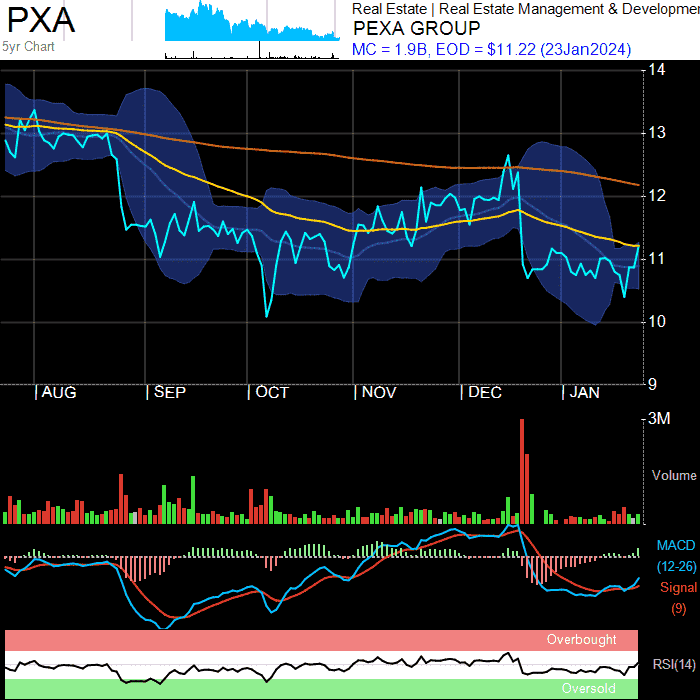 PXA
5yr Chart
Real Estate | Real Estate Management & Developmen
PEXA GROUP
MC = 1.9B, EOD = $11.22 (23Jan2024)
14
13
12
11
10
9
AUG
SEP
OCT
NOV
DEC
JAN
3M
Volume
MACD
(12-26)
Signal
(9)
Overbought
RSI(14)
Oversold